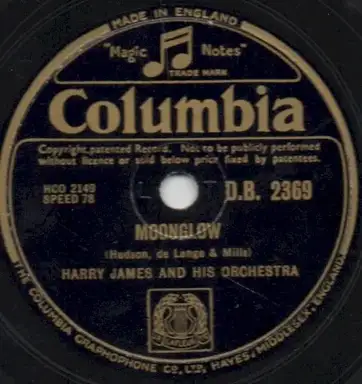 MADE IN ENGLAND
"Magic Notes"
TRADE MARK
Columbia
Copyright, patented Record. Not to be publicly performed
without licence or sold below price fixed by patentees.
HCO 2149
SPEED 78
D.B. 2369
MOONGLOW
(Hudson, de Lange & Mills)
HARRY JAMES AND HIS ORCHESTRA
THE COLUMBIA GRAPHOPHONE CO., LTD., HAYES, MIDDLESEX, ENGLAND.